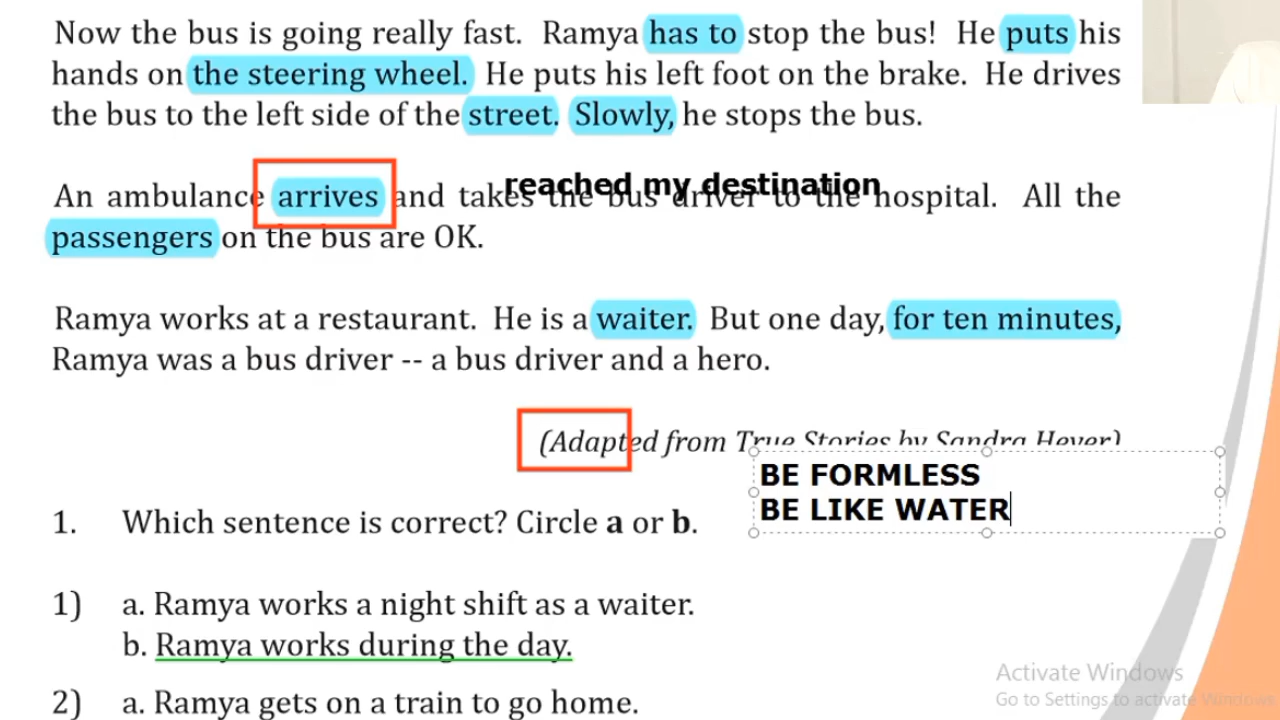 Now the bus is going really fast. Ramya has to stop the bus! He puts his
hands on the steering wheel. He puts his left foot on the brake. He drives
the bus to the left side of the street. Slowly, he stops the bus.
reached my destination
An ambulance arrives and takes the bus driver to the hospital. All the
passengers on the bus are OK.
Ramya works at a restaurant. He is a waiter. But one day, for ten minutes,
Ramya was a bus driver -- a bus driver and a hero.
(Adapted from True Stories by Sandra Heyer)
BE FORMLESS
BE LIKE WATER
1. Which sentence is correct? Circle a or b.
1) a. Ramya works a night shift as a waiter.
b. Ramya works during the day.
2) a. Ramya gets on a train to go home.
Activate Windows
Go to Settings to activate Windows.